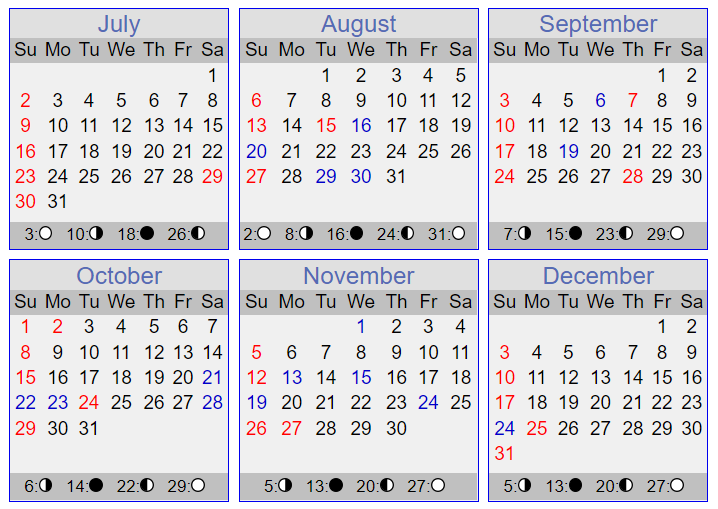 July
Su Mo Tu We Th Fr Sa
1
2 3 4 5 6 7 8
9 10 11 12 13 14 15
16 17 18 19 20 21 22
23 24 25 26 27 28 29
30 31
3: 10: 18: 26:
August
Su Mo Tu We Th Fr Sa
1 2 3 4 5
6 7 8 9 10 11 12
13 14 15 16 17 18 19
20 21 22 23 24 25 26
27 28 29 30 31
2: 8: 16: 24: 31:
September
Su Mo Tu We Th Fr Sa
1 2
3 4 5 6 7 8 9
10 11 12 13 14 15 16
17 18 19 20 21 22 23
24 25 26 27 28 29 30
7: 15: 23: 29:
October
Su Mo Tu We Th Fr Sa
1 2 3 4 5 6 7
8 9 10 11 12 13 14
15 16 17 18 19 20 21
22 23 24 25 26 27 28
29 30 31
6: 14: 22: 29:
November
Su Mo Tu We Th Fr Sa
1 2 3 4
5 6 7 8 9 10 11
12 13 14 15 16 17 18
19 20 21 22 23 24 25
26 27 28 29 30
5: 13: 20: 27:
December
Su Mo Tu We Th Fr Sa
1 2
3 4 5 6 7 8 9
10 11 12 13 14 15 16
17 18 19 20 21 22 23
24 25 26 27 28 29 30
31
5: 13: 20: 27: